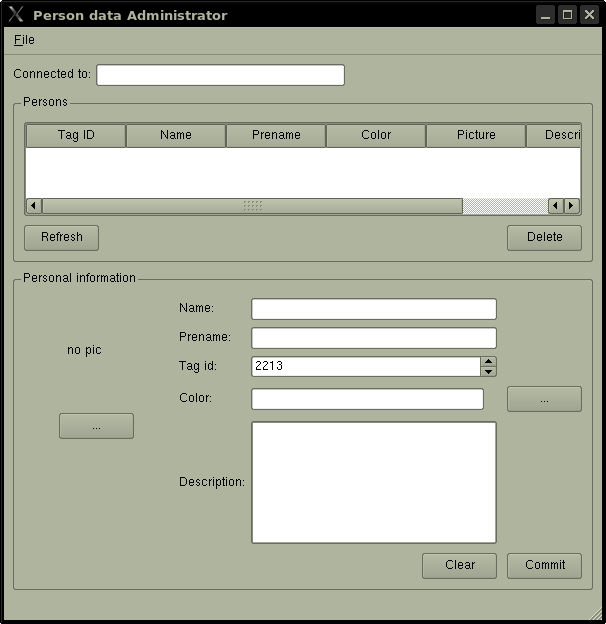 Person data Administrator
File
Connected to:
Persons
Tag ID Name Prename Color Picture Descri
Refresh Delete
Personal information
Name:
no pic
Prename:
Tag id: 2213
Color: ...
...
Description:
Clear Commit